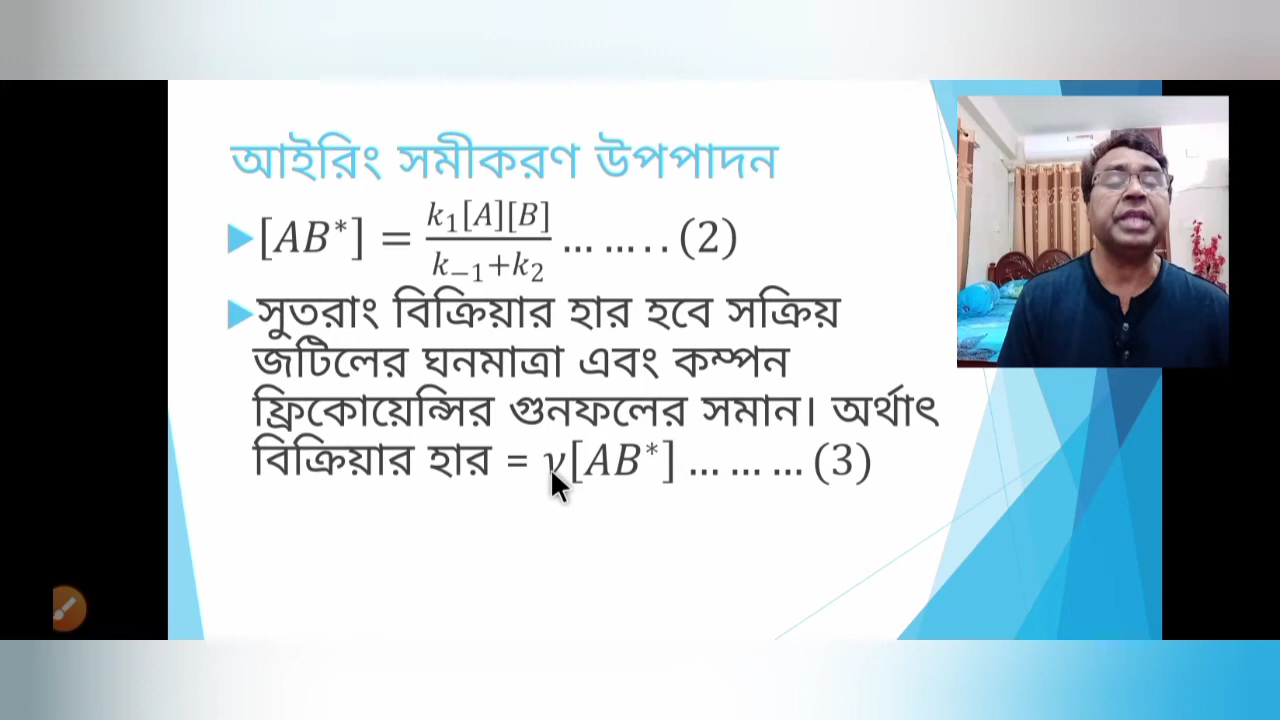 আইরিং সমীকরণ উপপাদন
[AB*] = k₁[A][B] / k₋₁+k₂ … … . . (2)
সুতরাং বিক্রিয়ার হার হবে সক্রিয়
জটিলের ঘনমাত্রা এবং কম্পন
ফ্রিকোয়েন্সির গুনফলের সমান। অর্থাৎ
বিক্রিয়ার হার = γ[AB*] … … … (3)